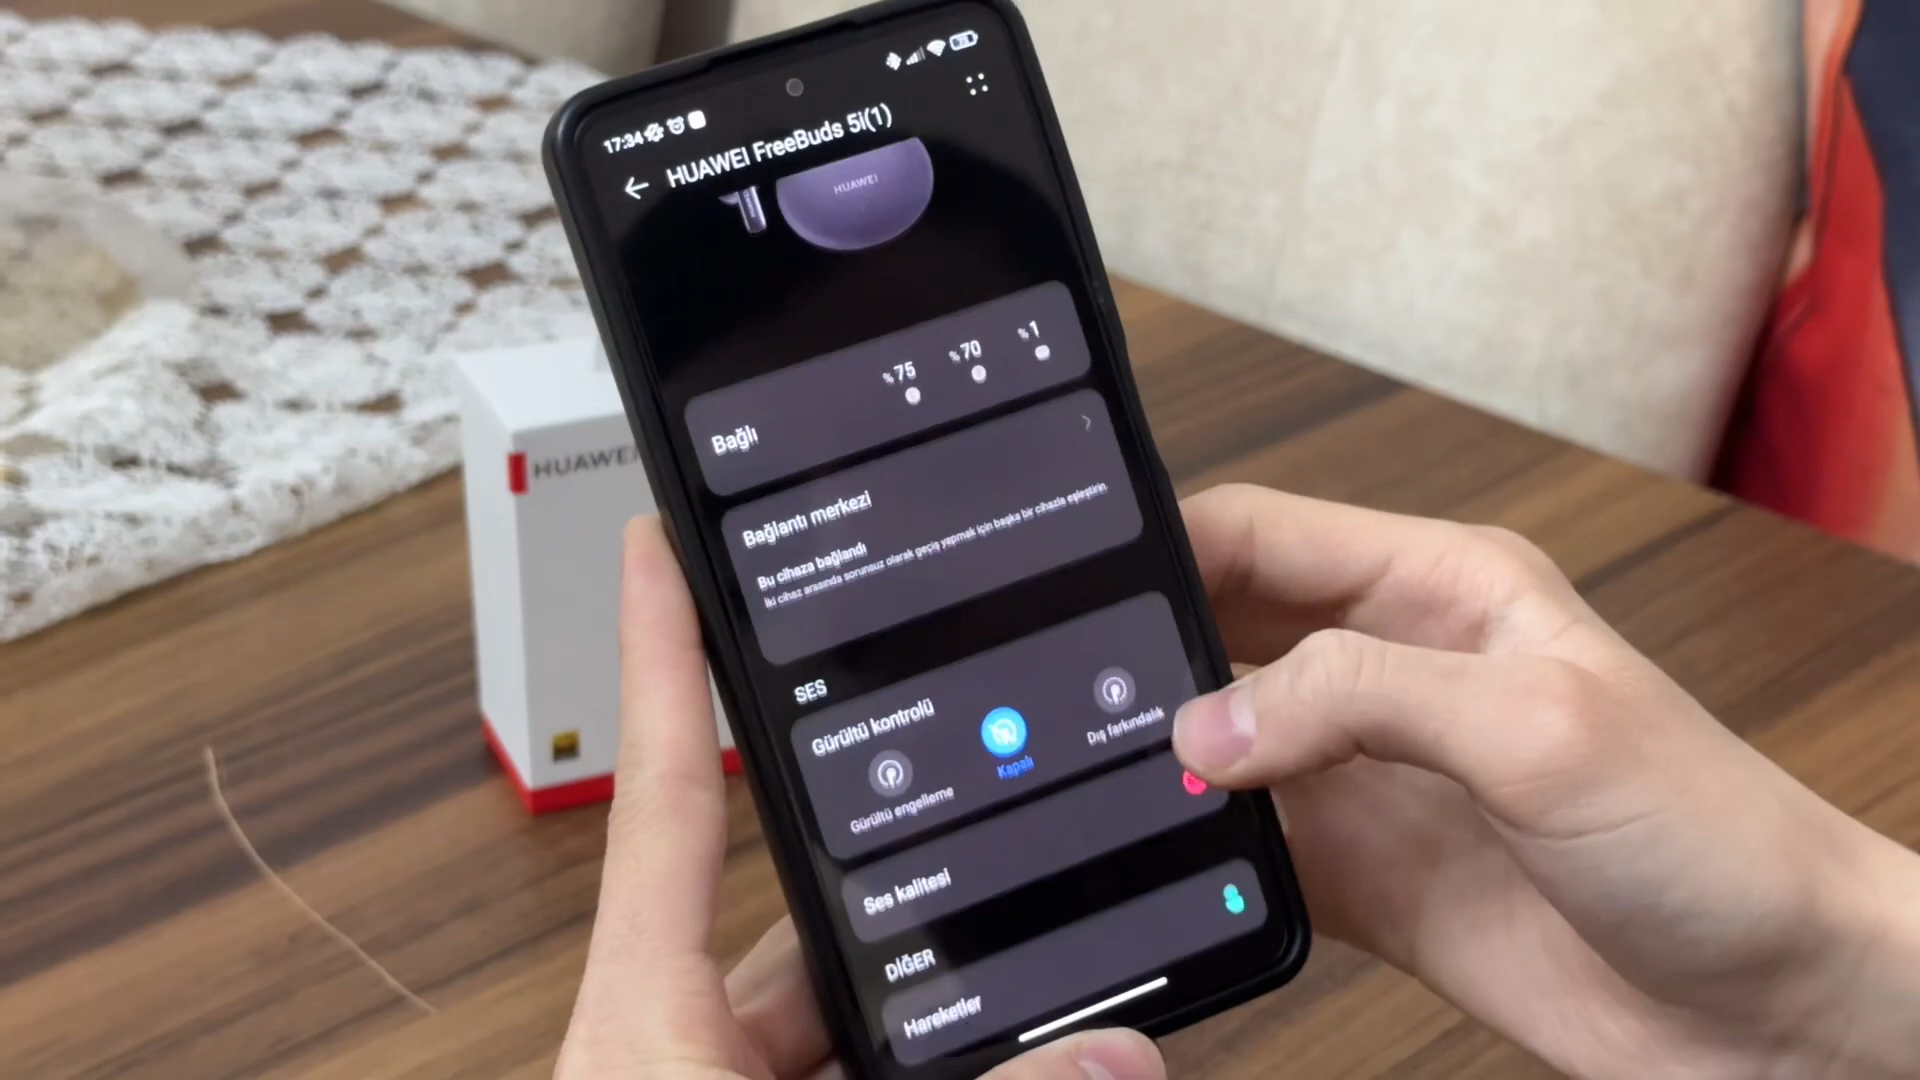 17:34
HUAWEI FreeBuds 5i(1)
HUAWEI
%75 %70 %1
Bağlı
Bağlantı merkezi
Bu cihaza bağlandı
İki cihaz arasında sorunsuz olarak geçiş yapmak için başka bir cihazla eşleştirin.
SES
Gürültü kontrolü
Gürültü engelleme
Kapalı
Dış farkındalık
Ses kalitesi
DİĞER
Hareketler
HUAWEI